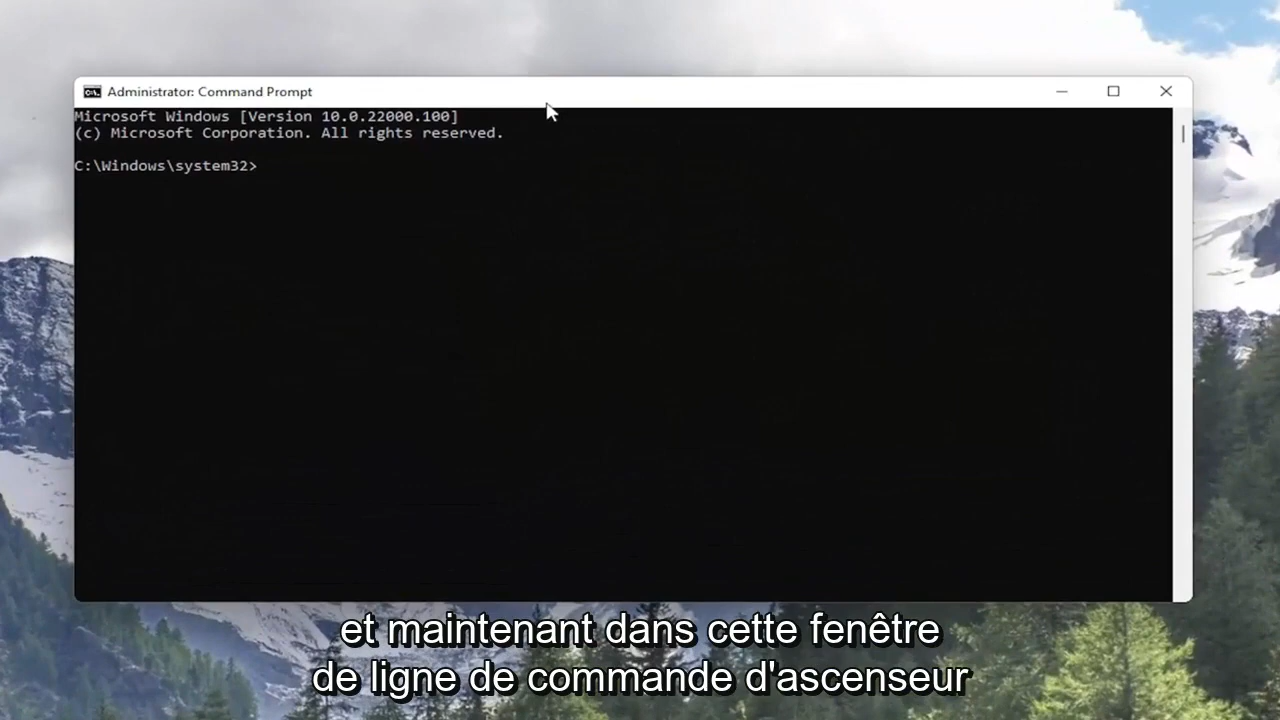 Administrator: Command Prompt
Microsoft Windows [Version 10.0.22000.100]
(c) Microsoft Corporation. All rights reserved.
C:\Windows\system32>
et maintenant dans cette fenêtre
de ligne de commande d'ascenseur